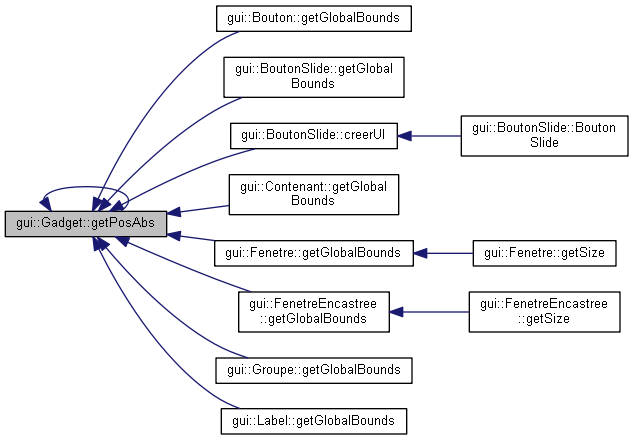 gui::Bouton::getGlobalBounds
gui::BoutonSlide::getGlobal
Bounds
gui::BoutonSlide::creerUI
gui::BoutonSlide::Bouton
Slide
gui::Contenant::getGlobal
Bounds
gui::Gadget::getPosAbs
gui::Fenetre::getGlobalBounds
gui::Fenetre::getSize
gui::FenetreEncastree
::getGlobalBounds
gui::FenetreEncastree
::getSize
gui::Groupe::getGlobalBounds
gui::Label::getGlobalBounds